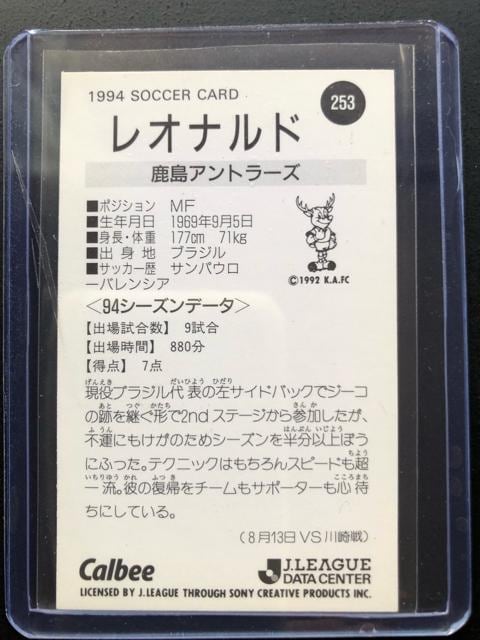 1994 SOCCER CARD
253
レオナルド
鹿島アントラーズ
■ポジション MF
■生年月日 1969年9月5日
■身長・体重 177cm 71kg
■出身地 ブラジル
■サッカー歴 サンパウロ
ーバレンシア
©1992 K.A.FC
<94シーズンデータ>
【出場試合数】 9試合
【出場時間】 880分
【得点】 7点
げんえき だいひよう ひだり
現役ブラジル代表の左サイドバックでジーコ
あと つぐ かたち さんか
の跡を継ぐ形で2ndステージから参加したが、
ふうん はんぶんいじよう
不運にもけがのためシーズンを半分以上ぼう
ちよう
にふった。テクニックはもちろんスピードも超
いちりゆう かれ ふつき こころまち
一流。彼の復帰をチームもサポーターも心待
ちにしている。
(8月13日VS川崎戦)
Calbee
J.LEAGUE
DATA CENTER
LICENSED BY J.LEAGUE THROUGH SONY CREATIVE PRODUCTS INC.